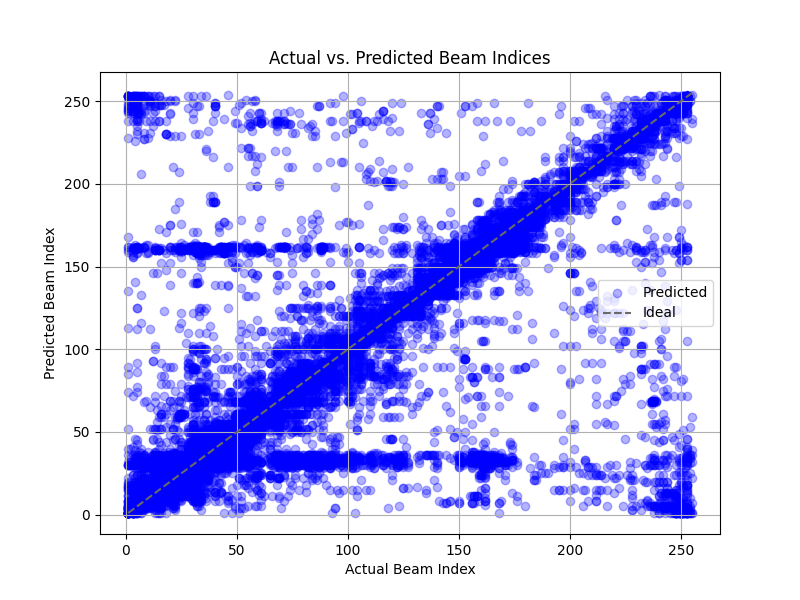 Actual vs. Predicted Beam Indices
250
200
150
100
50
0
Predicted Beam Index
Predicted
Ideal
0 50 100 150 200 250
Actual Beam Index